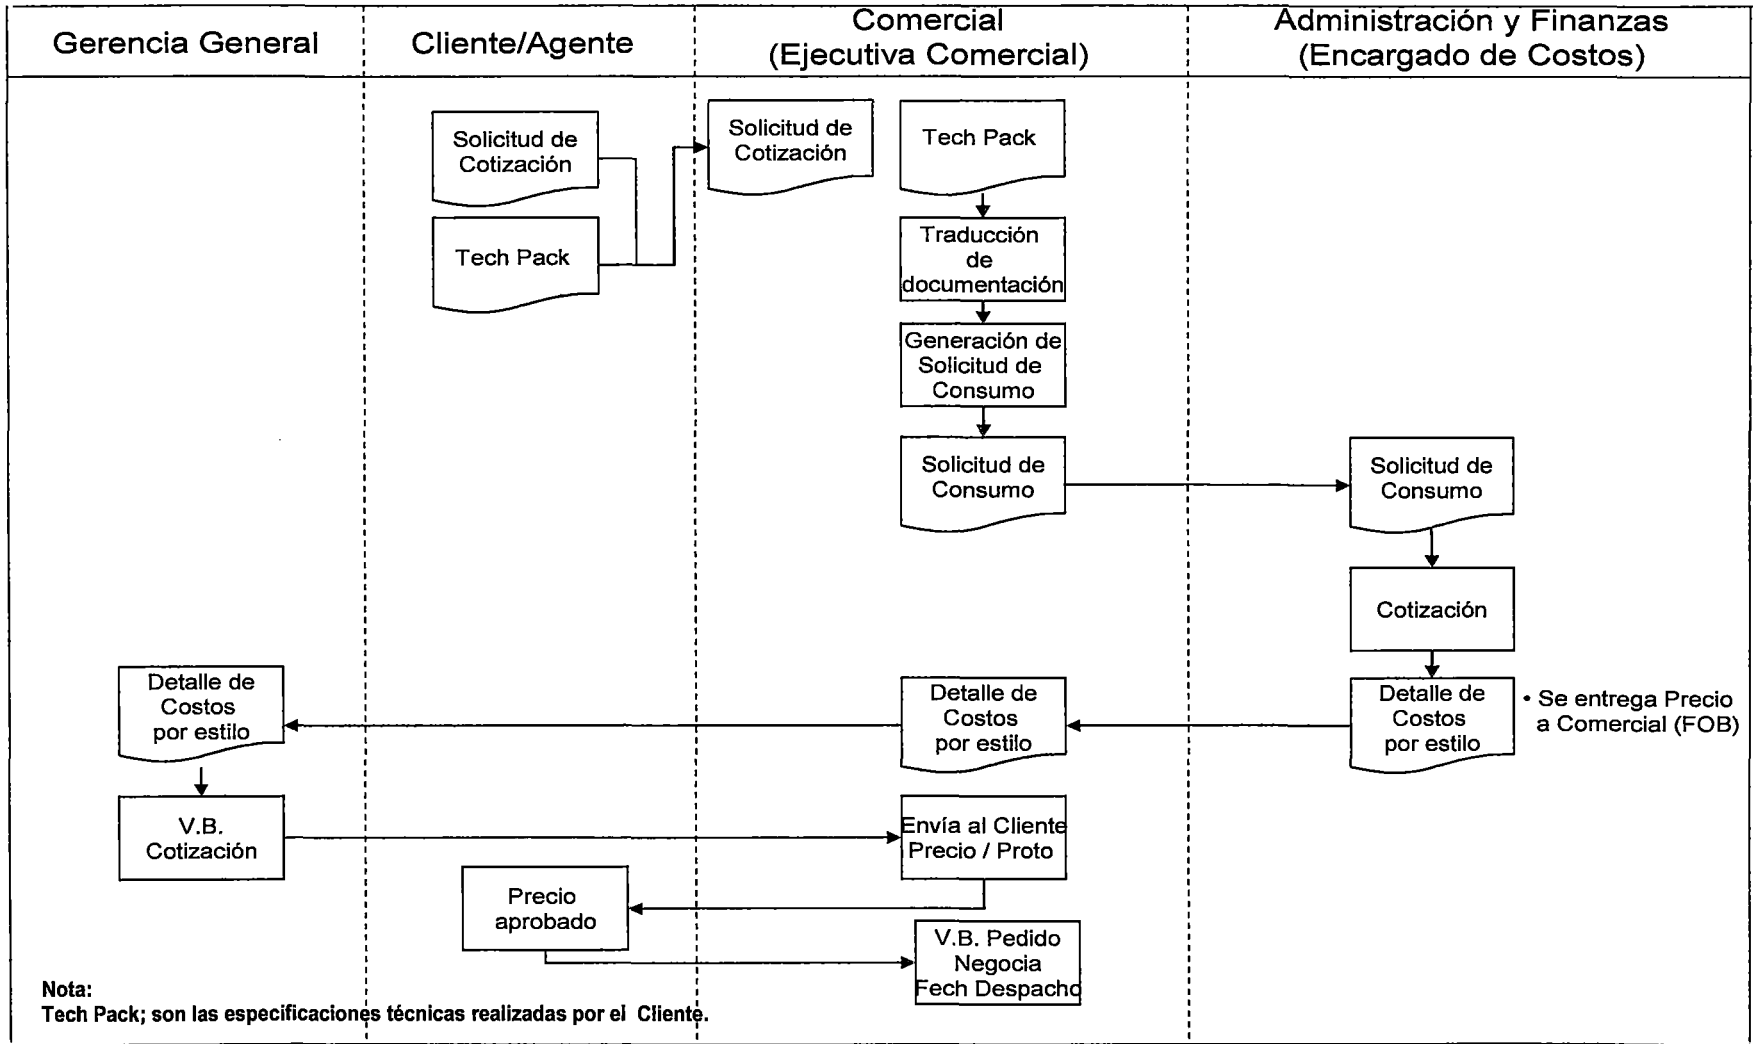 Gerencia General
Cliente/Agente
Comercial
(Ejecutiva Comercial)
Administración y Finanzas
(Encargado de Costos)
Solicitud de
Cotización
Solicitud de
Cotización
Tech Pack
Tech Pack
Traducción
de
documentación
Generación de
Solicitud de
Consumo
Solicitud de
Consumo
Solicitud de
Consumo
Cotización
Detalle de
Costos
por estilo
Detalle de
Costos
por estilo
Detalle de
Costos
por estilo
• Se entrega Precio
a Comercial (FOB)
V.B.
Cotización
Envía al Cliente
Precio / Proto
Precio
aprobado
V.B. Pedido
Negocia
Fech Despacho
Nota:
Tech Pack; son las especificaciones técnicas realizadas por el Cliente.